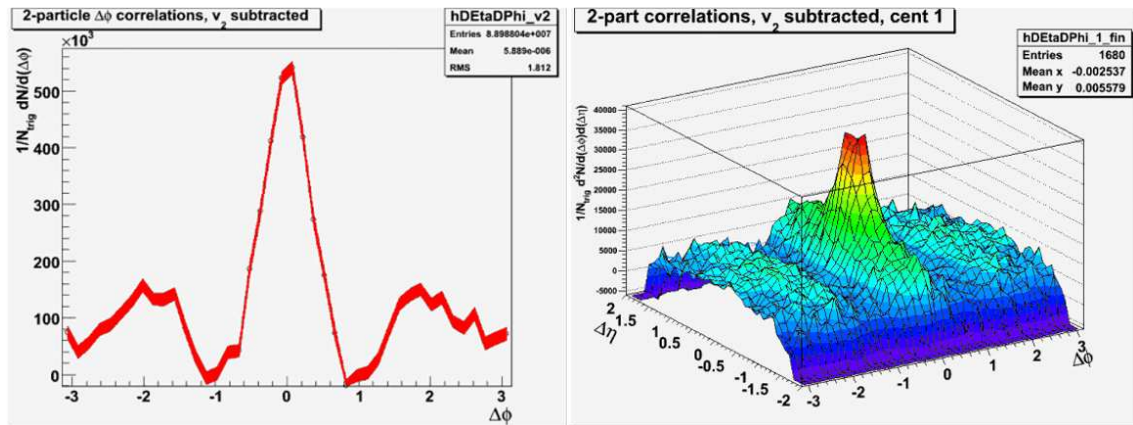 2-particle Δϕ correlations, v2 subtracted
hDEtaDPhi_v2
Entries 8.898804e+007
Mean 5.889e-006
RMS 1.812
×10³
1/Ntrig dN/d(Δϕ)
500
400
300
200
100
0
-3 -2 -1 0 1 2 3
Δϕ
2-part correlations, v2 subtracted, cent 1
hDEtaDPhi_1_fin
Entries 1680
Mean x -0.002537
Mean y 0.005579
1/Ntrig d²N/d(Δϕ)d(Δη)
40000
35000
30000
25000
20000
15000
10000
5000
0
-5000
2 1.5 1 0.5 0 -0.5 -1 -1.5 -2
Δη
-3 -2 -1 0 1 2 3
Δϕ